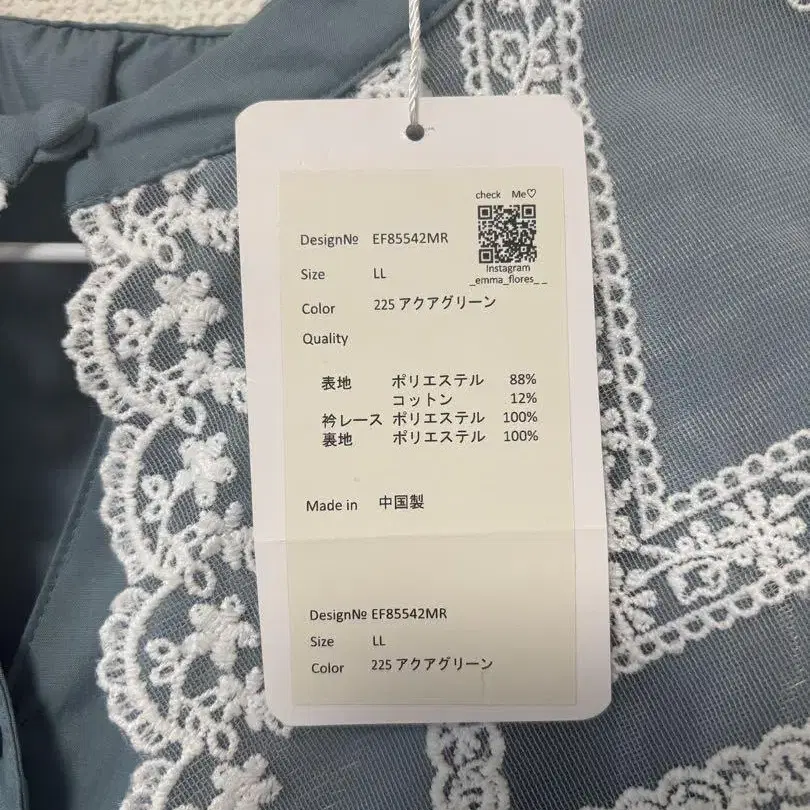 check Me♡
Instagram
_emma_flores_ _
Design№ EF85542MR
Size LL
Color 225 アクアグリーン
Quality
表地 ポリエステル 88%
コットン 12%
衿レース ポリエステル 100%
裏地 ポリエステル 100%
Made in 中国製
Design№ EF85542MR
Size LL
Color 225 アクアグリーン